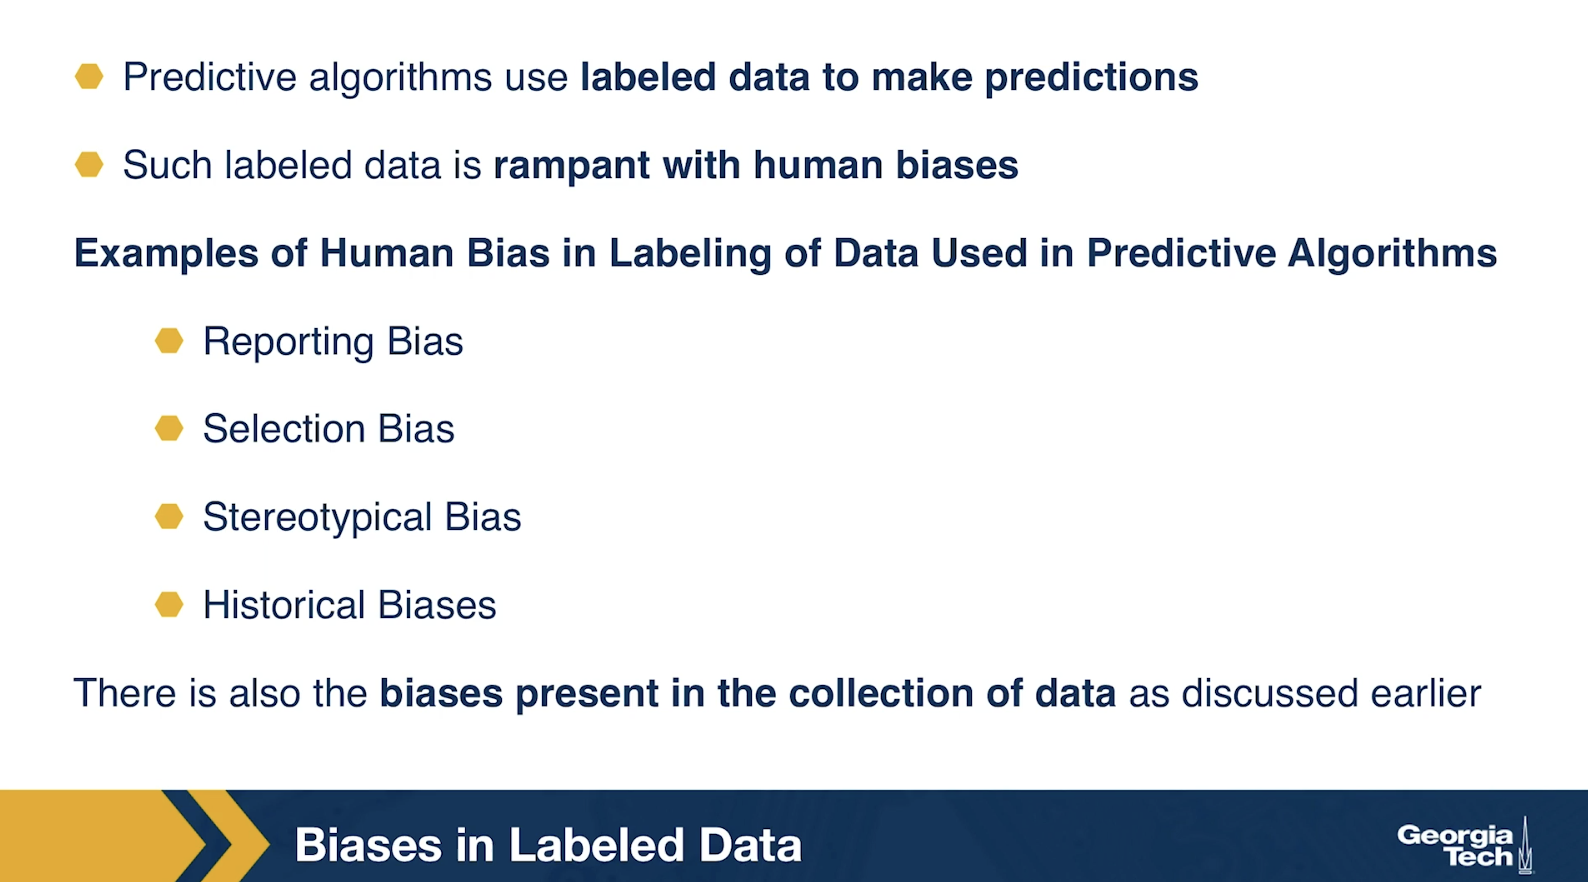 Predictive algorithms use labeled data to make predictions
Such labeled data is rampant with human biases
Examples of Human Bias in Labeling of Data Used in Predictive Algorithms
Reporting Bias
Selection Bias
Stereotypical Bias
Historical Biases
There is also the biases present in the collection of data as discussed earlier
Biases in Labeled Data
Georgia
Tech